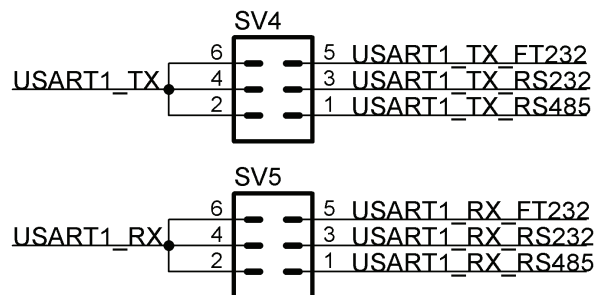 SV4
6 5 USART1_TX_FT232
USART1_TX 4 3 USART1_TX_RS232
2 1 USART1_TX_RS485
SV5
6 5 USART1_RX_FT232
USART1_RX 4 3 USART1_RX_RS232
2 1 USART1_RX_RS485